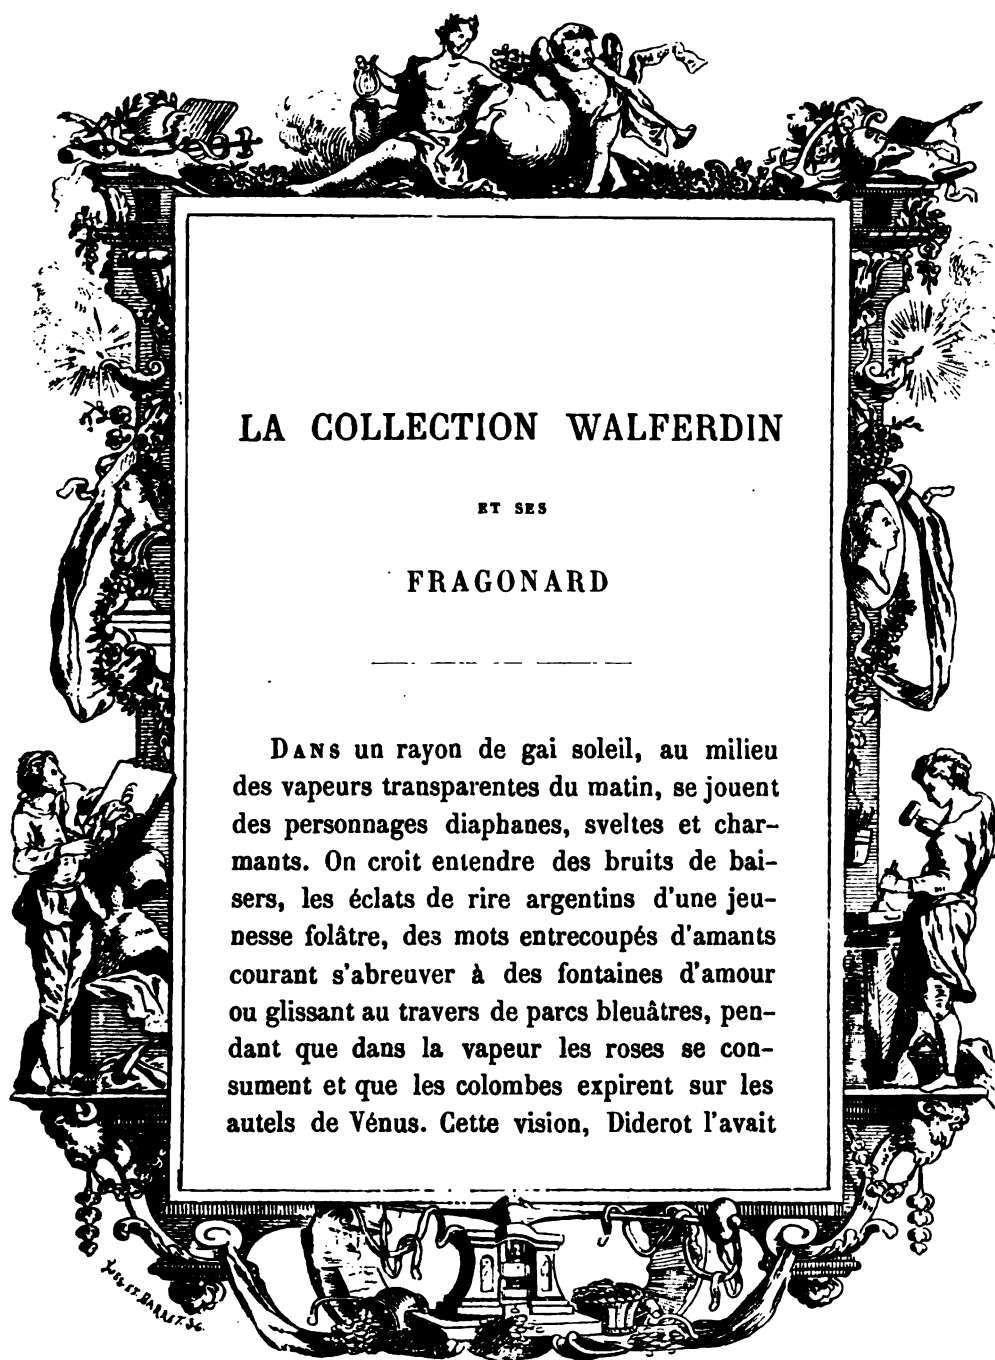 LA COLLECTION WALFERDIN
ET SES
FRAGONARD
DANS un rayon de gai soleil, au milieu
des vapeurs transparentes du matin, se jouent
des personnages diaphanes, sveltes et char-
mants. On croit entendre des bruits de bai-
sers, les éclats de rire argentins d'une jeu-
nesse folâtre, des mots entrecoupés d'amants
courant s'abreuver à des fontaines d'amour
ou glissant au travers de parcs bleuâtres, pen-
dant que dans la vapeur les roses se con-
sument et que les colombes expirent sur les
autels de Vénus. Cette vision, Diderot l'avait